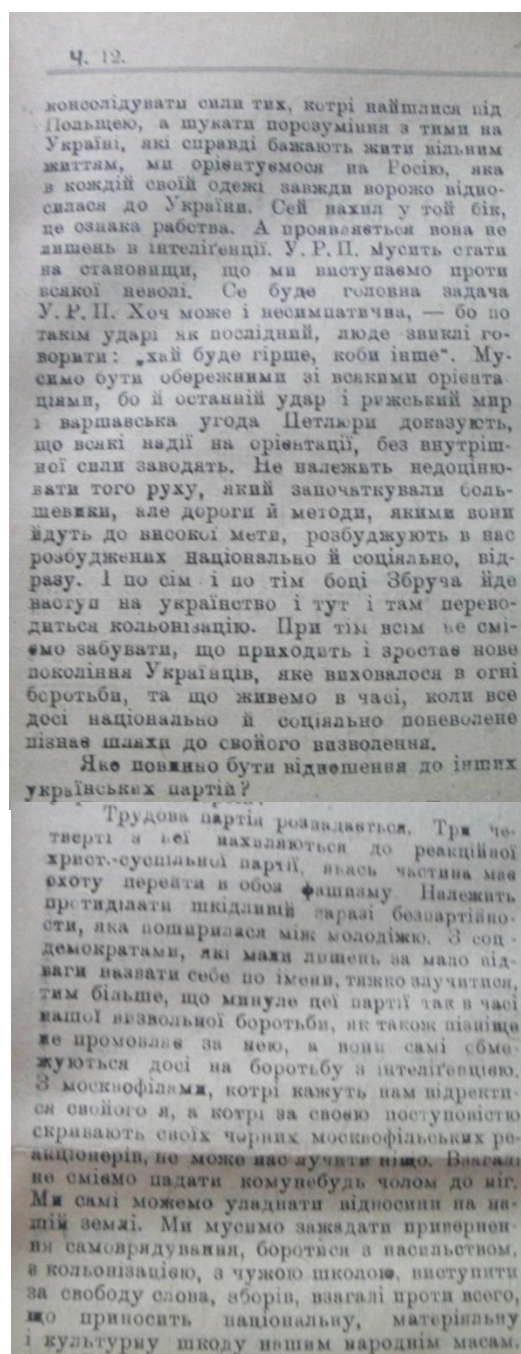 Ч. 12.
консолідувати сили тих, котрі найшлися під
Польщею, а шукати порозуміння з тими на
Україні, які справді бажають жити вільним
життям, ми орієнтуємося на Росію, яка
в кождій своїй одежі завжди ворожо відно-
силася до України. Сей нахил у той бік,
це ознака рабства. А проявляється вона не
лишень в інтеліґенції. У. Р. П. мусить стати
на становищи, що ми виступаємо проти
всякої неволі. Се буде головна задача
У. Р. П. Хоч може і несимпатична, — бо по
такім ударі як послідний, люде звиклі го-
ворити: „хай буде гірше, коби інше“. Му-
симо бути обережними зі всякими орієнта
ціями, бо й останній удар і режський мир
і варшавська угода Петлюри доказують,
що всякі надії на орієнтації, без внутріш-
ної сили заводять. Не належить недоціню-
вати того руху, який започаткували боль-
шевики, але дороги й методи, якими вони
йдуть до високої мети, розбуджують в нас
розбуджених національно й соціяльно, від-
разу. І по сім і по тім боці Збруча йде
наступ на українство і тут і там перево-
диться кольонізацію. При тім всім не смі-
ємо забувати, що приходить і зростає нове
покоління Українців, яке виховалося в огні
боротьби, та що живемо в часі, коли все
досі національно й соціяльно поневолене
пізнає шляхи до свойого визволення.
Яке повинно бути відношення до інших
українських партій?
Трудова партія розпадається. Три че-
тверті з неї нахиляються до реакційної
христ.-суспільної партії, якась частина має
охоту перейти в обоз фашизму. Належить
протиділати шкідливій заразі безпартійно-
сти, яка поширилася між молодіжю. З соц.-
демократами, які мали лишень за мало від-
ваги назвати себе по імени, тяжко злучитися,
тим більше, що минуле цеї партії так в часі
нашої визвольної боротьби, як також пізніще
не промовляє за нею, а вони самі обме-
жуються досі на боротьбу з інтеліґенцією.
З москвофілами, котрі кажуть нам відректи-
ся свойого я, а котрі за своєю поступовістю
скривають своїх чорних москвофільських ре-
акціонерів, не може нас лучити ніщо. Взагалі
не сміємо падати комунебудь чолом до ніг.
Ми самі можемо уладнати відносини на на-
шій землі. Ми мусимо зажадати привернен-
ня самоврядування, боротися з насильством,
з кольонізацією, з чужою школою, виступити
за свободу слова, зборів, взагалі проти всего,
що приносить національну, матеріяльну
і культурну шкоду нашим народнім масам.